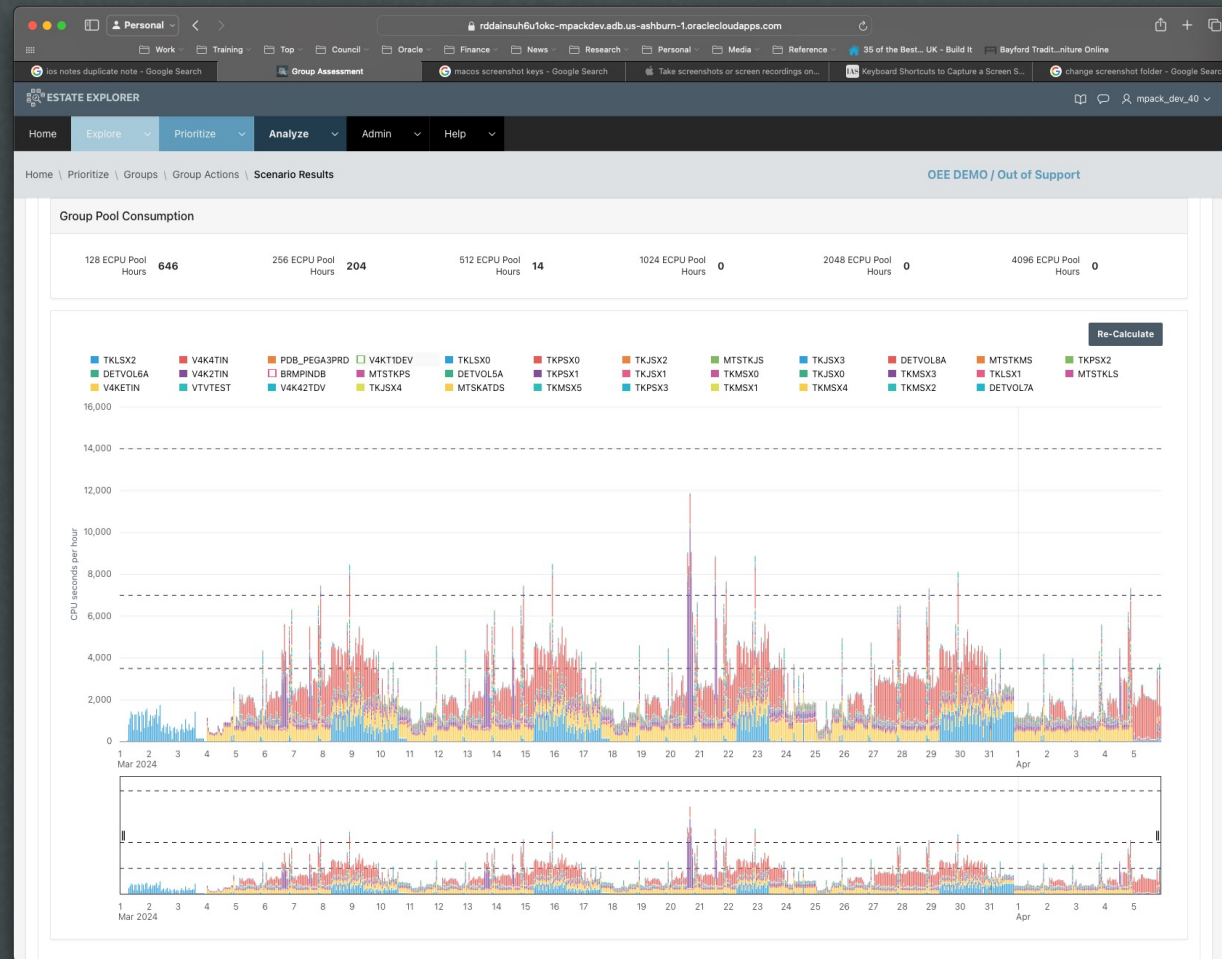 Personal
rddainsuh6u1okc-mpackdev.adb.us-ashburn-1.oraclecloudapps.com
Work Training Top Council Oracle Finance News Research Personal Media Reference 35 of the Best... UK - Build It Bayford Tradit...niture Online
ios notes duplicate note - Google Search Group Assessment macos screenshot keys - Google Search Take screenshots or screen recordings on... IAS Keyboard Shortcuts to Capture a Screen S... change screenshot folder - Google Searc
ESTATE EXPLORER mpack_dev_40
Home Explore Prioritize Analyze Admin Help
Home \ Prioritize \ Groups \ Group Actions \ Scenario Results OEE DEMO / Out of Support
Group Pool Consumption
128 ECPU Pool Hours 646
256 ECPU Pool Hours 204
512 ECPU Pool Hours 14
1024 ECPU Pool Hours 0
2048 ECPU Pool Hours 0
4096 ECPU Pool Hours 0
Re-Calculate
TKLSX2 V4K4TIN PDB_PEGA3PRD V4KT1DEV TKLSX0 TKPSX0 TKJSX2 MTSTKJS TKJSX3 DETVOL8A MTSTKMS TKPSX2
DETVOL6A V4K2TIN BRMPINDB MTSTKPS DETVOL5A TKPSX1 TKJSX1 TKMSX0 TKJSX0 TKMSX3 TKLSX1 MTSTKLS
V4KETIN VTVTEST V4K42TDV TKJSX4 MTSKATDS TKMSX5 TKPSX3 TKMSX1 TKMSX4 TKMSX2 DETVOL7A
16,000
14,000
12,000
10,000
8,000
6,000
4,000
2,000
0
CPU seconds per hour
1 2 3 4 5 6 7 8 9 10 11 12 13 14 15 16 17 18 19 20 21 22 23 24 25 26 27 28 29 30 31 1 2 3 4 5
Mar 2024 Apr
1 2 3 4 5 6 7 8 9 10 11 12 13 14 15 16 17 18 19 20 21 22 23 24 25 26 27 28 29 30 31 1 2 3 4 5
Mar 2024 Apr